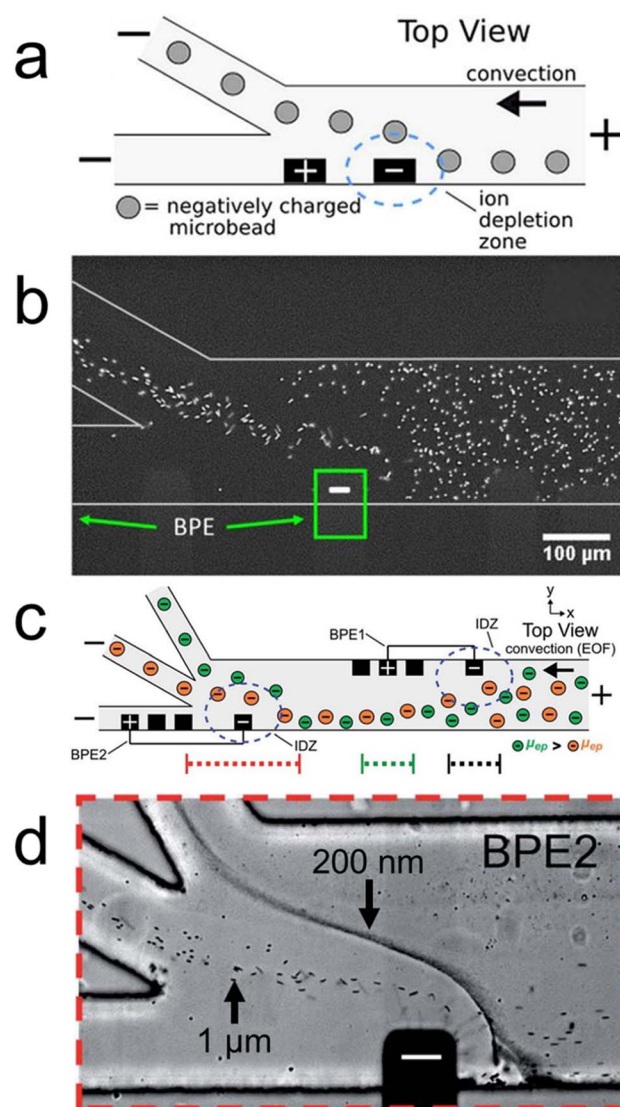 a
Top View
convection
−
+
−
+
−
= negatively charged
microbead
ion
depletion
zone
b
−
BPE
100 µm
c
y
x
BPE1
IDZ
Top View
convection (EOF)
−
+
−
+
−
−
+
−
BPE2
IDZ
μep > μep
d
BPE2
200 nm
1 µm
−